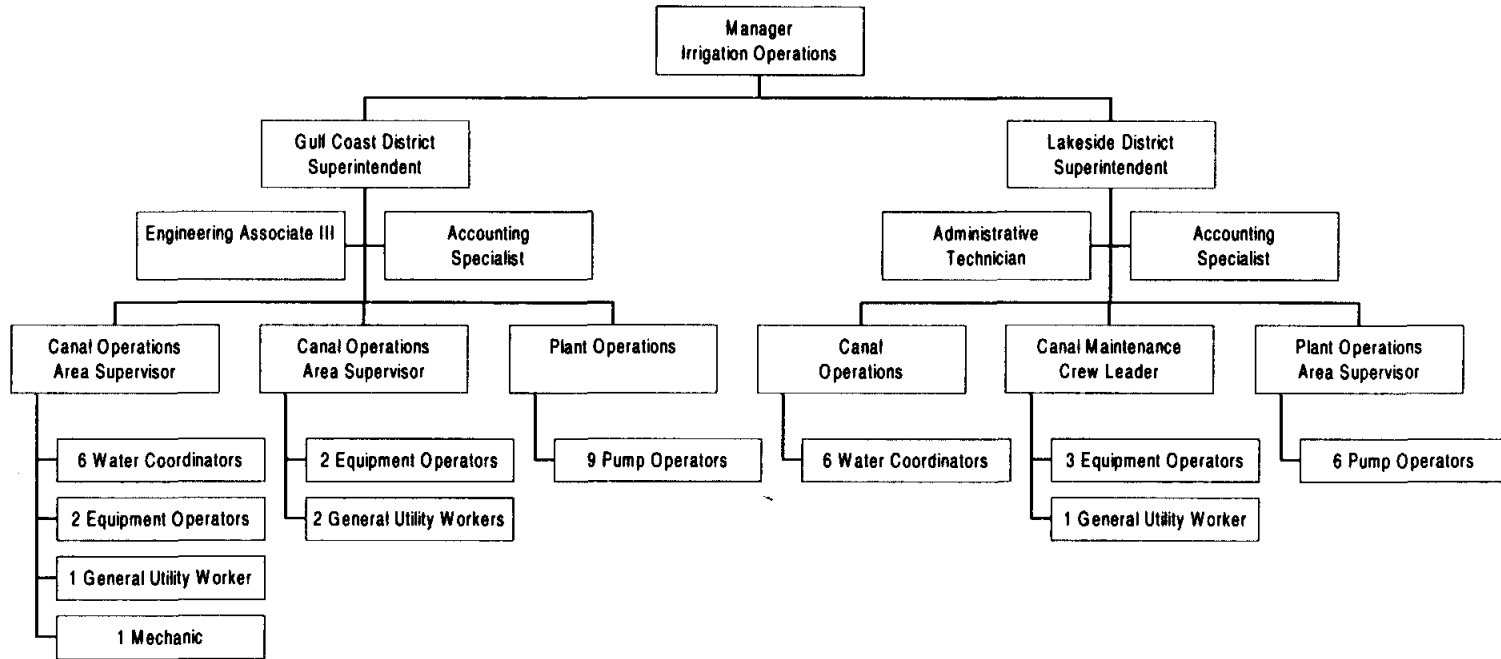 Manager
Irrigation Operations
Gulf Coast District
Superintendent
Lakeside District
Superintendent
Engineering Associate III
Accounting
Specialist
Administrative
Technician
Accounting
Specialist
Canal Operations
Area Supervisor
Canal Operations
Area Supervisor
Plant Operations
Canal
Operations
Canal Maintenance
Crew Leader
Plant Operations
Area Supervisor
6 Water Coordinators
2 Equipment Operators
9 Pump Operators
6 Water Coordinators
3 Equipment Operators
6 Pump Operators
2 Equipment Operators
2 General Utility Workers
1 General Utility Worker
1 General Utility Worker
1 Mechanic